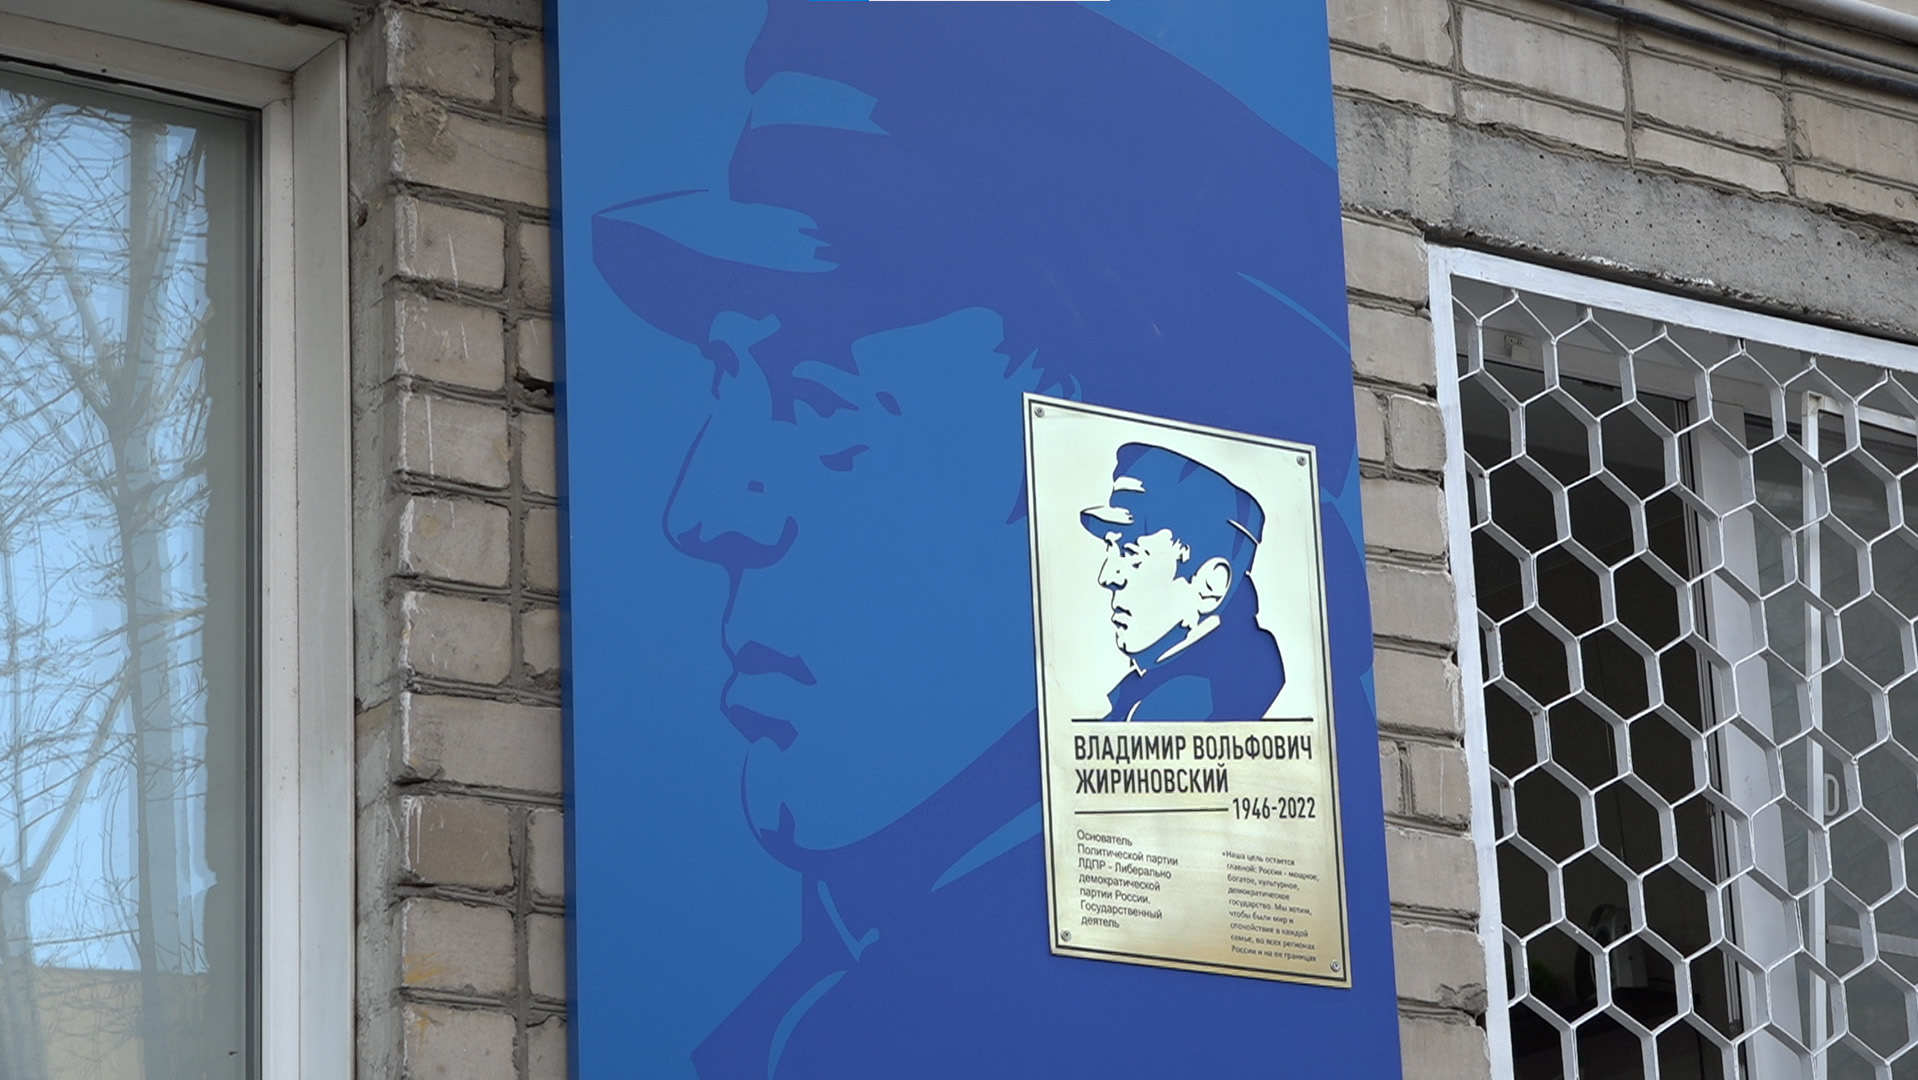 ВЛАДИМИР ВОЛЬФОВИЧ
ЖИРИНОВСКИЙ
1946-2022
Основатель
Политической партии
ЛДПР - Либерально
демократической
партии России.
Государственный
деятель
«Наша цель остается
главной: Россия - мощное,
богатое, культурное,
демократическое
государство. Мы хотим,
чтобы были мир и
спокойствие в каждой
семье, во всех регионах
России и на ее границах